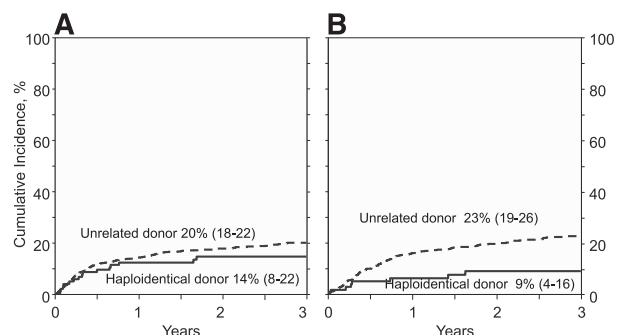 A
B
100
80
60
40
20
0
Cumulative Incidence, %
Unrelated donor 20% (18-22)
Haploidentical donor 14% (8-22)
0
1
2
3
Years
Unrelated donor 23% (19-26)
Haploidentical donor 9% (4-16)
100
80
60
40
20
0
0
1
2
3
Years